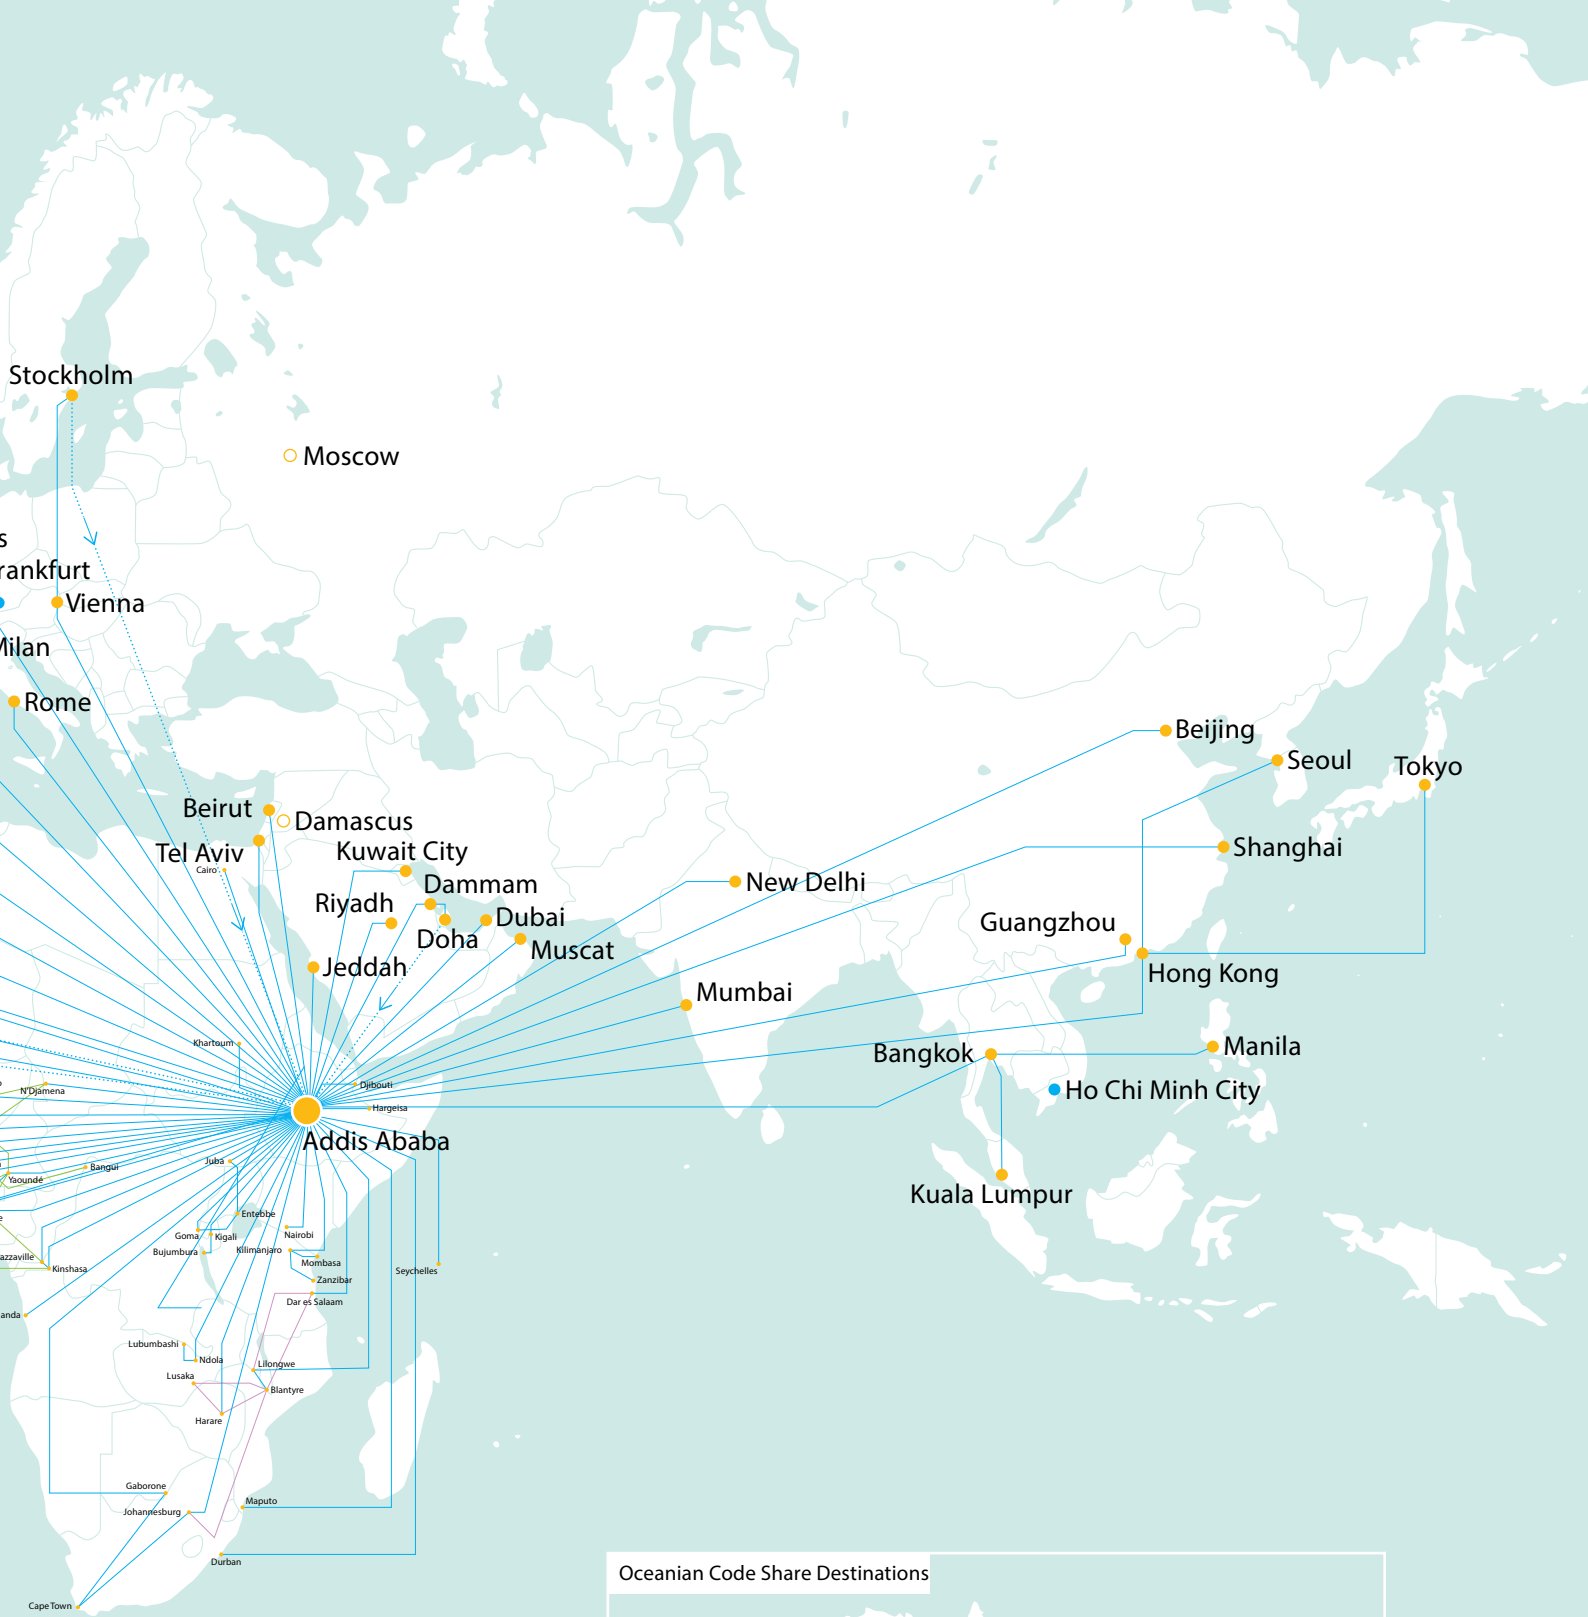 Stockholm
Moscow
s
rankfurt
Vienna
Milan
Rome
Beijing
Seoul
Tokyo
Beirut
Damascus
Tel Aviv
Cairo
Kuwait City
Shanghai
Dammam
New Delhi
Riyadh
Dubai
Doha
Muscat
Guangzhou
Jeddah
Hong Kong
Mumbai
Khartoum
Bangkok
Manila
Djibouti
N'Djamena
Ho Chi Minh City
Hargeisa
Addis Ababa
Juba
Bangui
Yaoundé
Kuala Lumpur
Entebbe
Goma
Kigali
Nairobi
Bujumbura
Kilimanjaro
azzaville
Mombasa
Kinshasa
Seychelles
Zanzibar
Dar es Salaam
anda
Lubumbashi
Ndola
Lilongwe
Lusaka
Blantyre
Harare
Gaborone
Maputo
Johannesburg
Durban
Oceanian Code Share Destinations
Cape Town